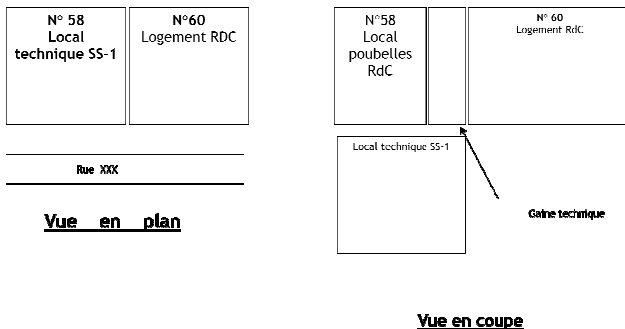 N° 58
Local
technique SS-1
N°60
Logement RDC
Rue XXX
Vue en plan
N°58
Local
poubelles
RdC
N° 60
Logement RdC
Local technique SS-1
Gaine technique
Vue en coupe